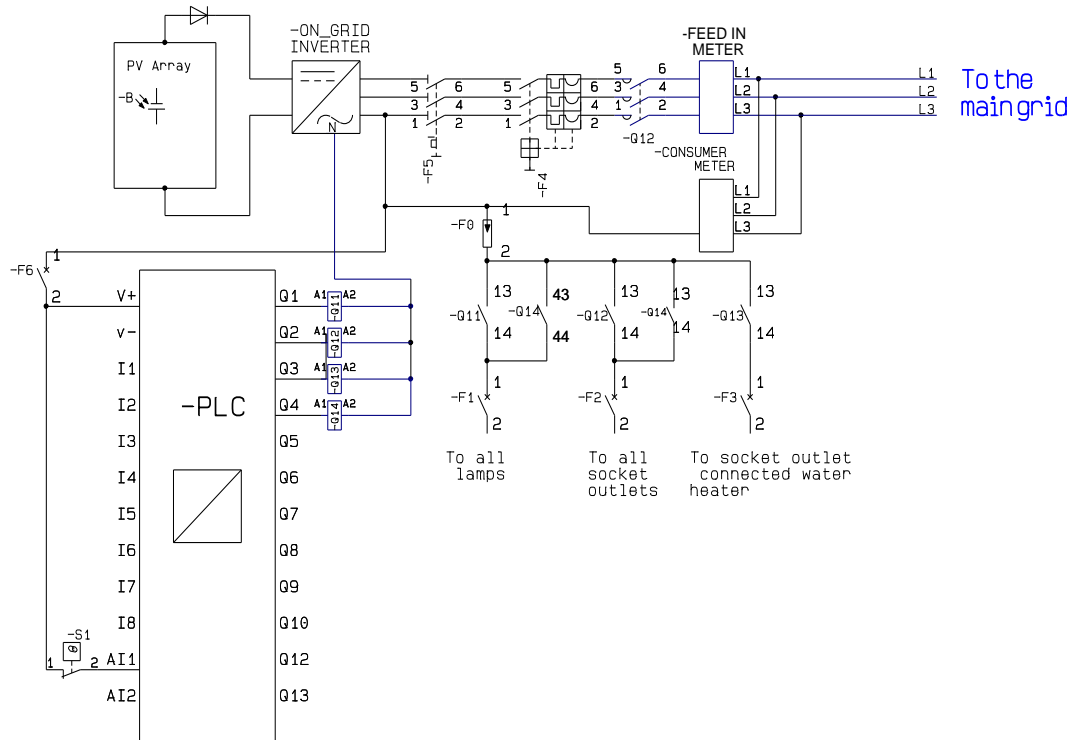 -ON_GRID
INVERTER
-FEED IN
METER
PV Array
-B
N
5 6 5 6 5 6
3 4 3 4 3 4
1 2 1 2 1 2
-F5
-F4
-Q12
L1
L2
L3
L1
L2
L3
To the
main grid
-CONSUMER
METER
L1
L2
L3
-F0
1
2
-F6
1
2
V+
v-
I1
I2
I3
I4
I5
I6
I7
I8
AI1
AI2
-PLC
Q1
Q2
Q3
Q4
Q5
Q6
Q7
Q8
Q9
Q10
Q12
Q13
A1 -Q11 A2
A1 -Q12 A2
A1 -Q13 A2
A1 -Q14 A2
-S1
θ
1 2
13 43 13 13 13
-Q11 -Q14 -Q12 -Q14 -Q13
14 44 14 14 14
1 1 1
-F1 -F2 -F3
2 2 2
To all
lamps
To all
socket
outlets
To socket outlet
connected water
heater